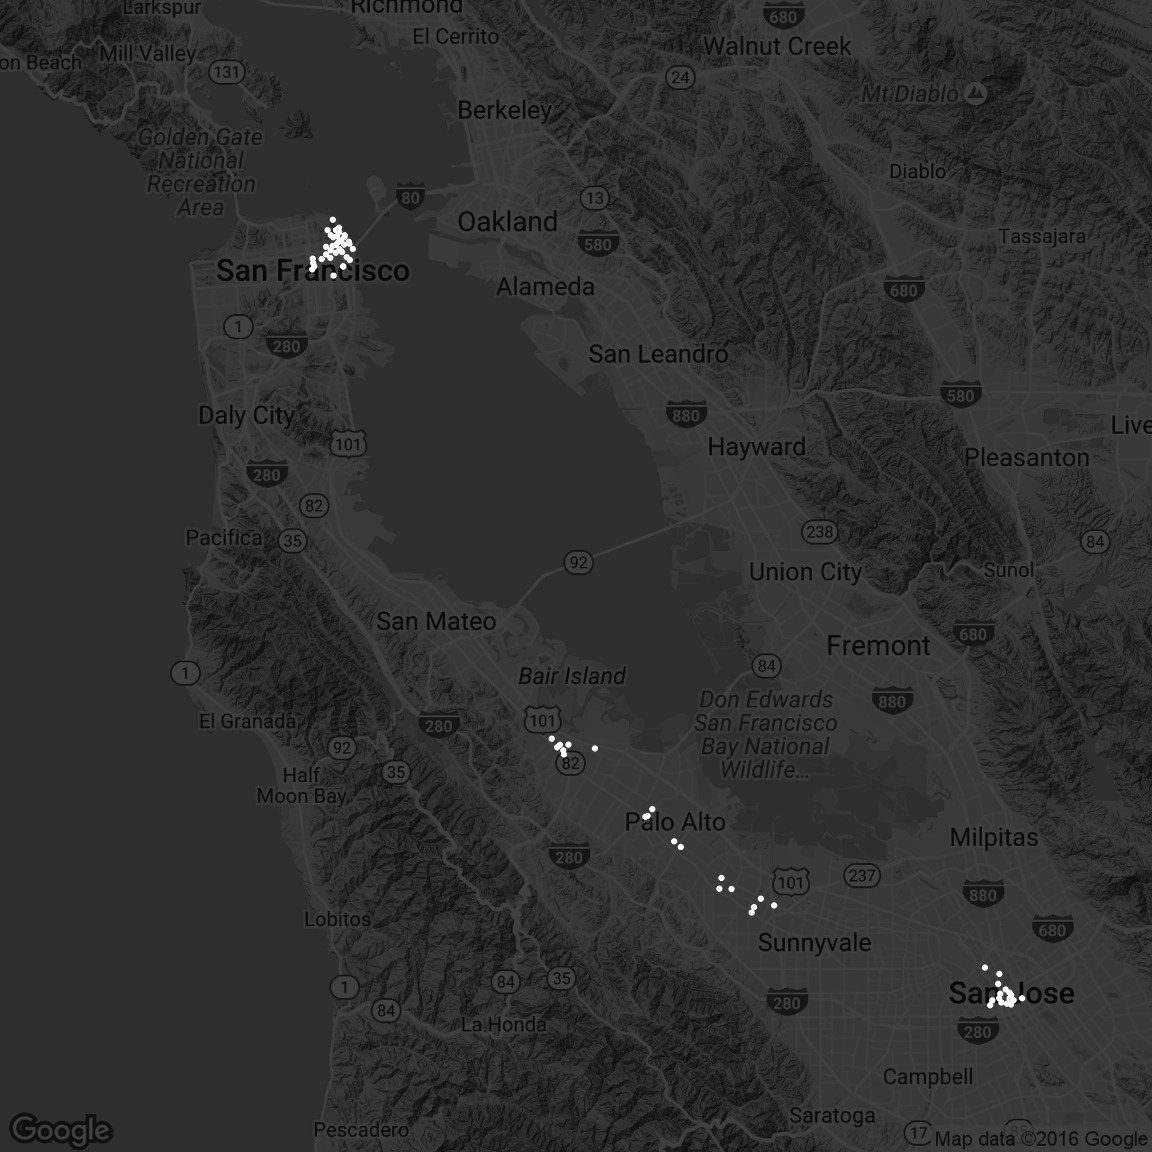 Larkspur
Richmond
El Cerrito
680
Walnut Creek
Mill Valley
on Beach
131
24
Mt Diablo
Berkeley
Golden Gate
National
Recreation
Area
Diablo
80
13
Oakland
580
Tassajara
San Francisco
Alameda
680
1
280
San Leandro
580
880
Daly City
101
Hayward
Live
Pleasanton
280
82
238
Pacifica
35
84
92
Union City
Sunol
San Mateo
680
Fremont
84
1
Bair Island
Don Edwards
San Francisco
Bay National
Wildlife...
880
El Granada
101
280
92
82
35
Half
Moon Bay
Palo Alto
Milpitas
280
101
237
880
Lobitos
680
Sunnyvale
84
35
1
San Jose
280
84
La Honda
280
Campbell
Saratoga
Google
Pescadero
17
85
Map data ©2016 Google